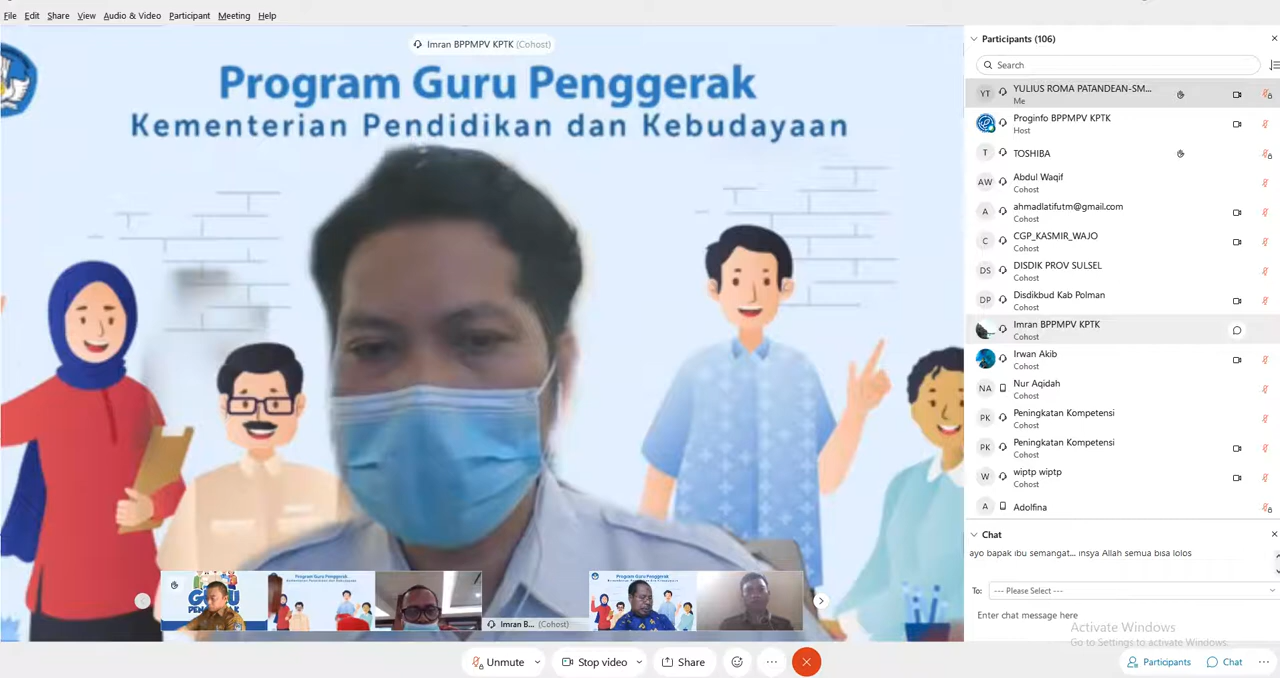 File Edit Share View Audio & Video Participant Meeting Help
Imran BPPMPV KPTK (Cohost)
Program Guru Penggerak
Kementerian Pendidikan dan Kebudayaan
Imran B... (Cohost)
Unmute
Stop video
Share
Participants (106)
Search
YT YULIUS ROMA PATANDEAN-SM...
Me
Proginfo BPPMPV KPTK
Host
T TOSHIBA
AW Abdul Waqif
Cohost
A ahmadlatifutm@gmail.com
Cohost
C CGP_KASMIR_WAJO
Cohost
DS DISDIK PROV SULSEL
Cohost
DP Disdikbud Kab Polman
Cohost
Imran BPPMPV KPTK
Cohost
Irwan Akib
Cohost
NA Nur Aqidah
Cohost
PK Peningkatan Kompetensi
Cohost
PK Peningkatan Kompetensi
Cohost
W wiptp wiptp
Cohost
A Adolfina
Chat
ayo bapak ibu semangat... insya Allah semua bisa lolos
To: --- Please Select ---
Enter chat message here
Activate Windows
Go to Settings to activate Windows.
Participants Chat